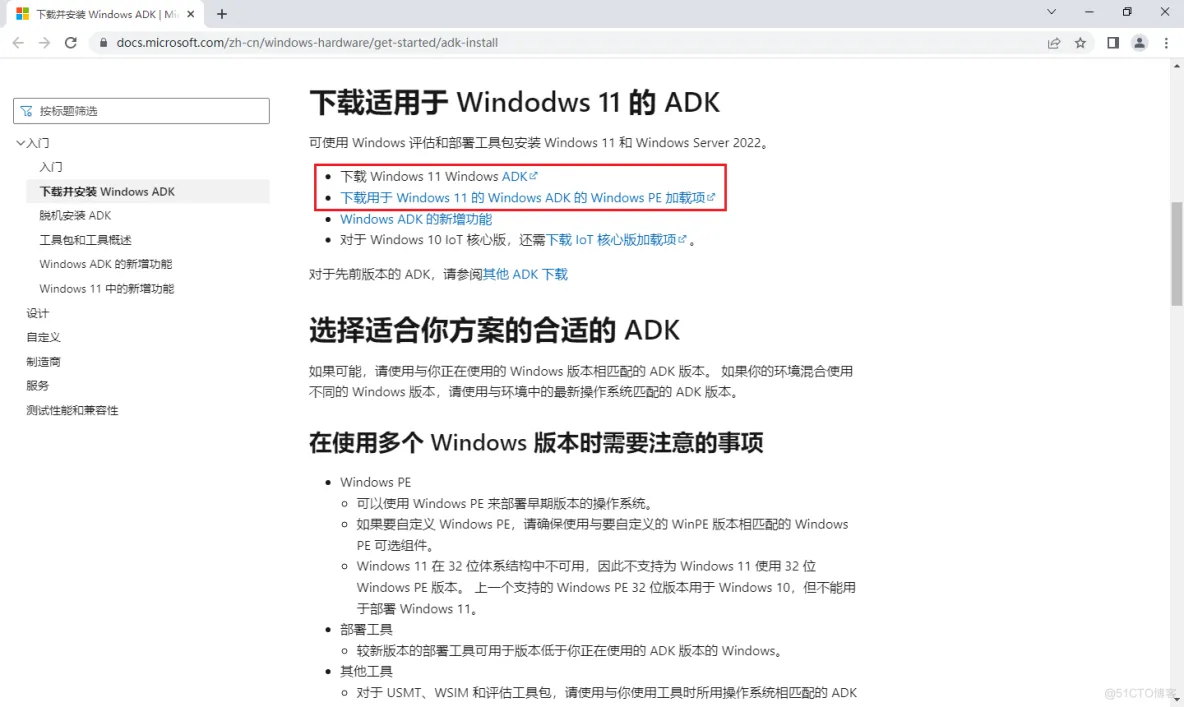 下载并安装 Windows ADK | Mi
docs.microsoft.com/zh-cn/windows-hardware/get-started/adk-install
按标题筛选
入门
入门
下载并安装 Windows ADK
脱机安装 ADK
工具包和工具概述
Windows ADK 的新增功能
Windows 11 中的新增功能
设计
自定义
制造商
服务
测试性能和兼容性
下载适用于 Windodws 11 的 ADK
可使用 Windows 评估和部署工具包安装 Windows 11 和 Windows Server 2022。
下载 Windows 11 Windows ADK
下载用于 Windows 11 的 Windows ADK 的 Windows PE 加载项
Windows ADK 的新增功能
对于 Windows 10 IoT 核心版，还需下载 IoT 核心版加载项。
对于先前版本的 ADK，请参阅其他 ADK 下载
选择适合你方案的合适的 ADK
如果可能，请使用与你正在使用的 Windows 版本相匹配的 ADK 版本。 如果你的环境混合使用
不同的 Windows 版本，请使用与环境中的最新操作系统匹配的 ADK 版本。
在使用多个 Windows 版本时需要注意的事项
Windows PE
可以使用 Windows PE 来部署早期版本的操作系统。
如果要自定义 Windows PE，请确保使用与要自定义的 WinPE 版本相匹配的 Windows
PE 可选组件。
Windows 11 在 32 位体系结构中不可用，因此不支持为 Windows 11 使用 32 位
Windows PE 版本。 上一个支持的 Windows PE 32 位版本用于 Windows 10，但不能用
于部署 Windows 11。
部署工具
较新版本的部署工具可用于版本低于你正在使用的 ADK 版本的 Windows。
其他工具
对于 USMT、WSIM 和评估工具包，请使用与你使用工具时所用操作系统相匹配的 ADK
@51CTO博客